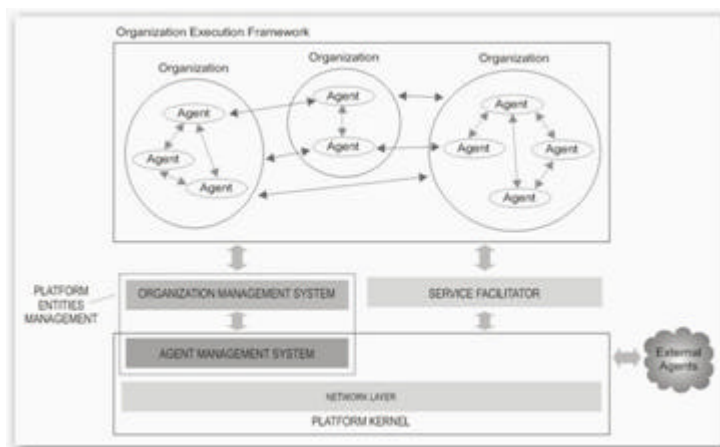 Organization Execution Framework
Organization
Organization
Organization
Agent
Agent
Agent
Agent
Agent
Agent
Agent
Agent
Agent
PLATFORM
ENTITIES
MANAGEMENT
ORGANIZATION MANAGEMENT SYSTEM
SERVICE FACILITATOR
AGENT MANAGEMENT SYSTEM
External
Agents
NETWORK LAYER
PLATFORM KERNEL